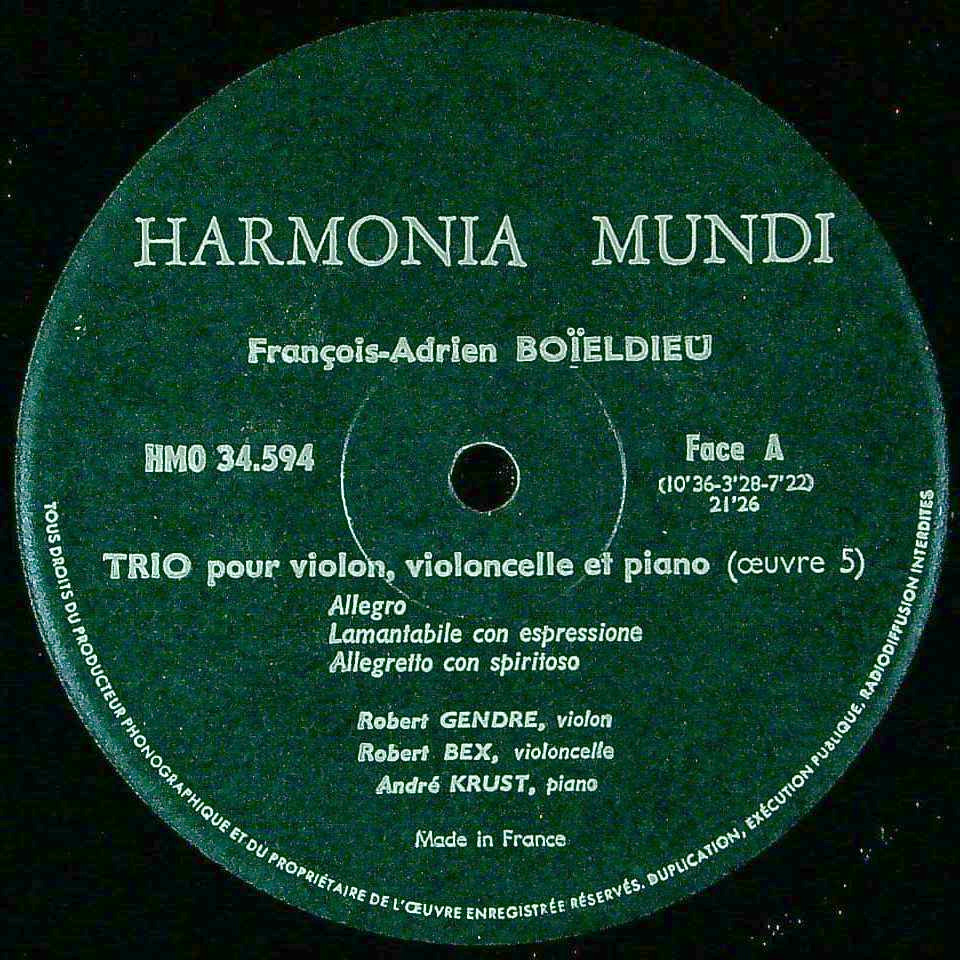 HARMONIA MUNDI
François-Adrien BOÏELDIEU
HMO 34.594
Face A
(10'36-3'28-7'22)
21'26
TRIO pour violon, violoncelle et piano (œuvre 5)
Allegro
Lamantabile con espressione
Allegretto con spiritoso
Robert GENDRE, violon
Robert BEX, violoncelle
André KRUST, piano
Made in France
TOUS DROITS DU PRODUCTEUR PHONOGRAPHIQUE ET DU PROPRIÉTAIRE DE L'ŒUVRE ENREGISTRÉE RÉSERVÉS. DUPLICATION, EXÉCUTION PUBLIQUE, RADIODIFFUSION INTERDITES